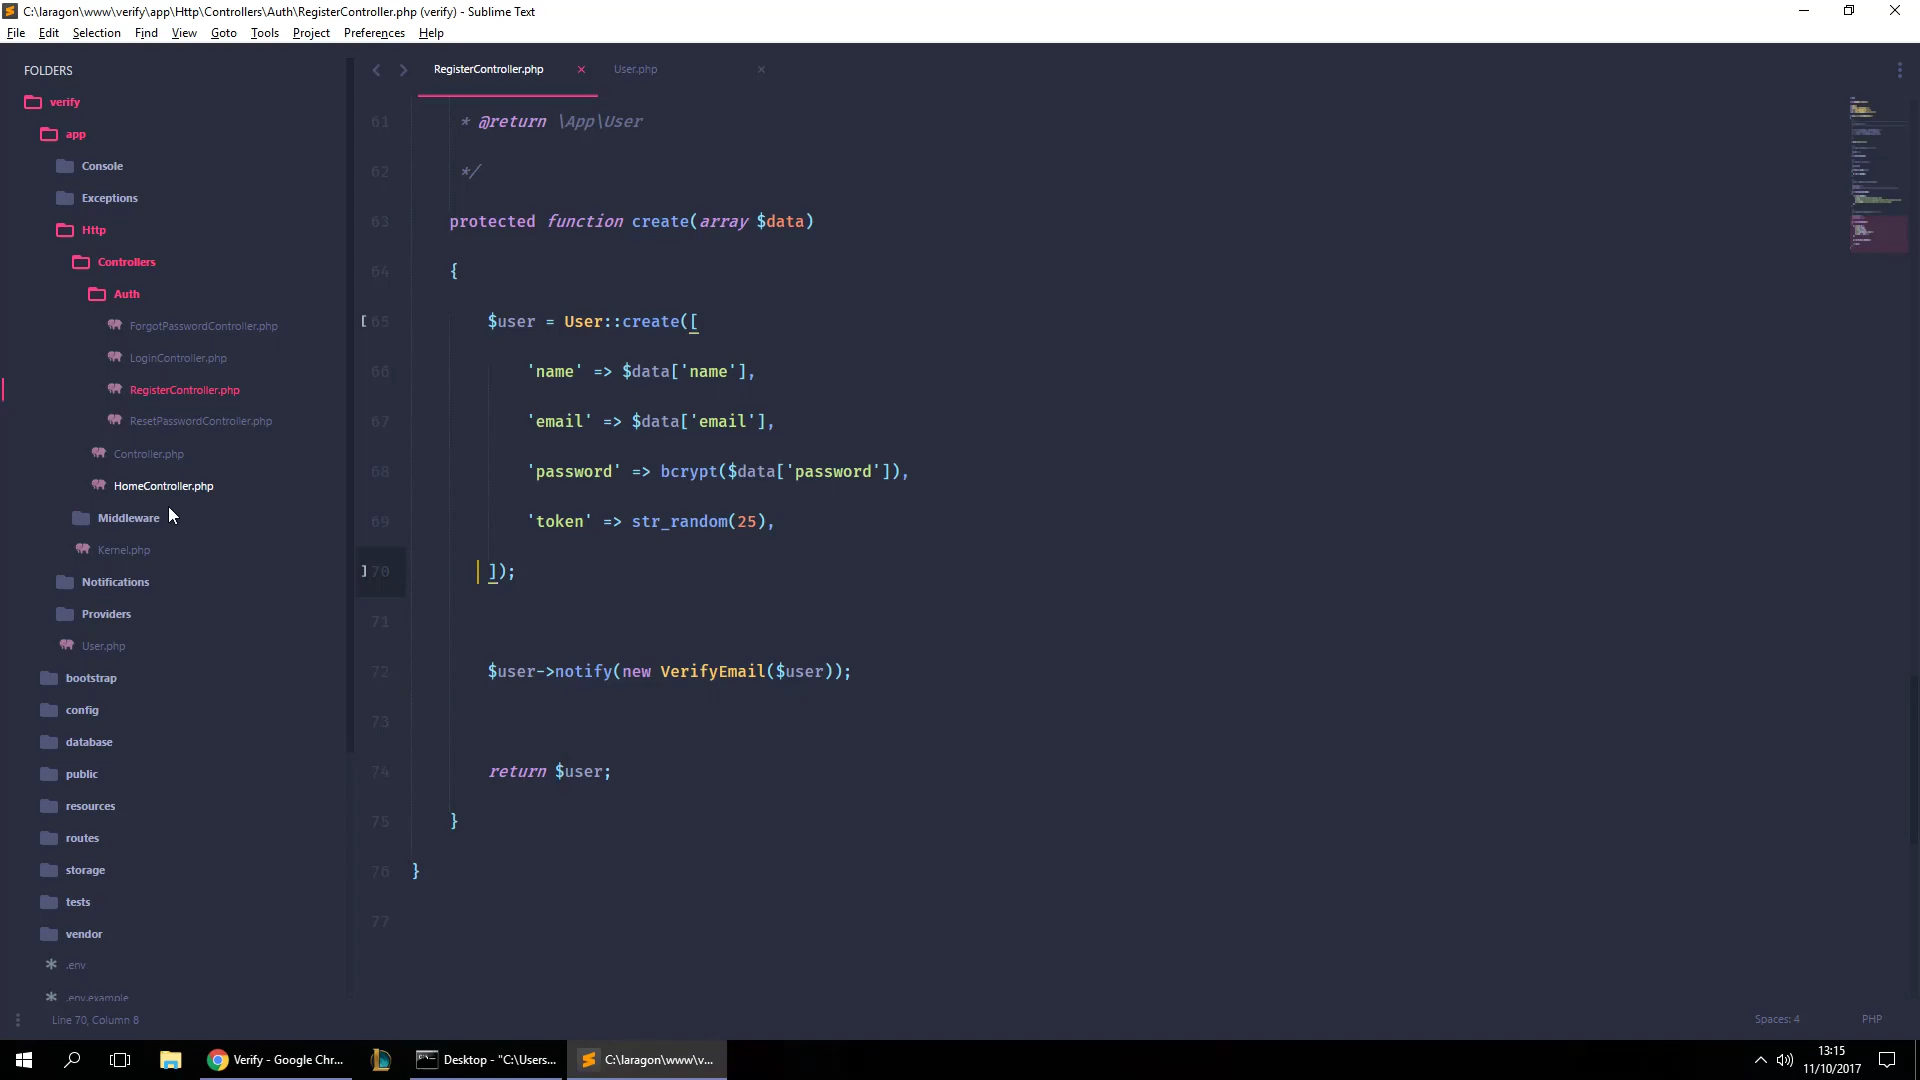 C:\laragon\www\verify\app\Http\Controllers\Auth\RegisterController.php (verify) - Sublime Text
File Edit Selection Find View Goto Tools Project Preferences Help
FOLDERS
verify
app
Console
Exceptions
Http
Controllers
Auth
ForgotPasswordController.php
LoginController.php
RegisterController.php
ResetPasswordController.php
Controller.php
HomeController.php
Middleware
Kernel.php
Notifications
Providers
User.php
bootstrap
config
database
public
resources
routes
storage
tests
vendor
.env
.env.example
RegisterController.php × User.php ×
61 * @return \App\User
62 */
63 protected function create(array $data)
64 {
65 $user = User::create([
66 'name' => $data['name'],
67 'email' => $data['email'],
68 'password' => bcrypt($data['password']),
69 'token' => str_random(25),
70 ]);
71
72 $user->notify(new VerifyEmail($user));
73
74 return $user;
75 }
76 }
77
Line 70, Column 8 Spaces: 4 PHP
Verify - Google Chr... Desktop - "C:\Users... C:\laragon\www\v...
13:15
11/10/2017